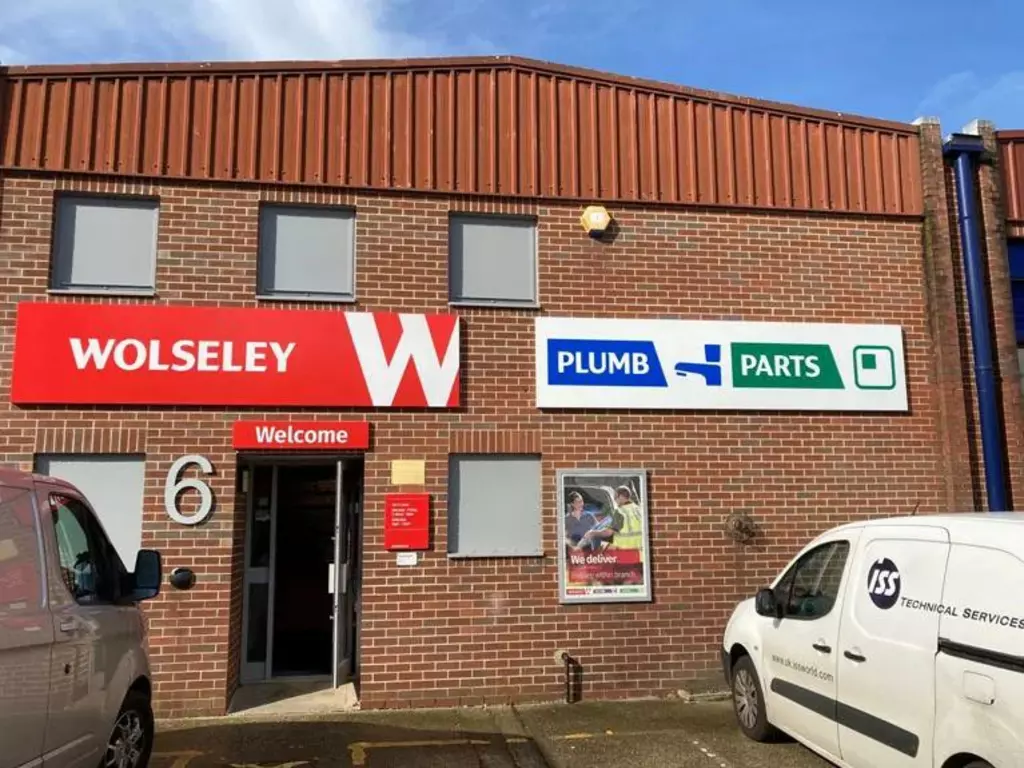 WOLSELEY W
PLUMB PARTS
Welcome
6
We deliver
ISS
TECHNICAL SERVICES
www.uk.issworld.com